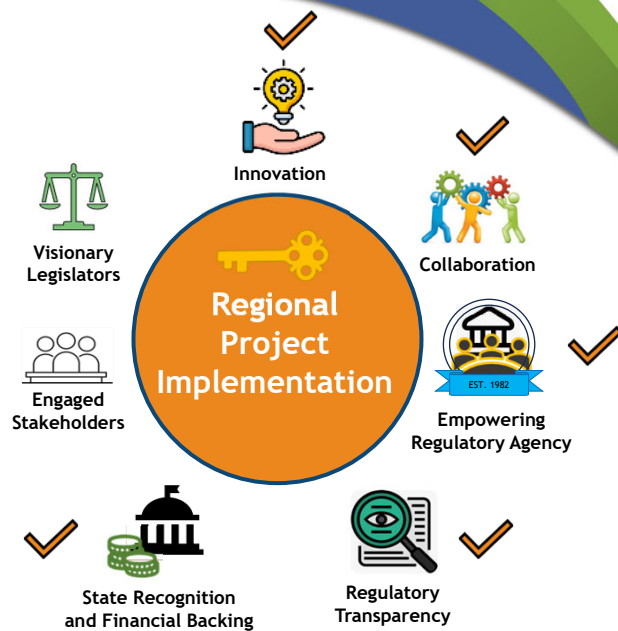 Innovation
Visionary
Legislators
Collaboration
Regional
Project
Implementation
EST. 1982
Engaged
Stakeholders
Empowering
Regulatory Agency
State Recognition
and Financial Backing
Regulatory
Transparency